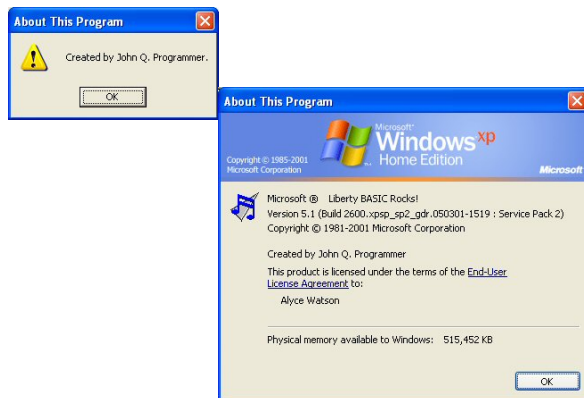 About This Program
Created by John Q. Programmer.
OK
About This Program
Copyright © 1985-2001
Microsoft Corporation
Microsoft®
Windows xp
Home Edition
Microsoft
Microsoft ® Liberty BASIC Rocks!
Version 5.1 (Build 2600.xpsp_sp2_gdr.050301-1519 : Service Pack 2)
Copyright © 1981-2001 Microsoft Corporation
Created by John Q. Programmer
This product is licensed under the terms of the End-User
License Agreement to:
Alyce Watson
Physical memory available to Windows: 515,452 KB
OK